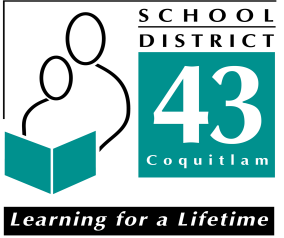 SCHOOL
DISTRICT
43
Coquitlam
Learning for a Lifetime